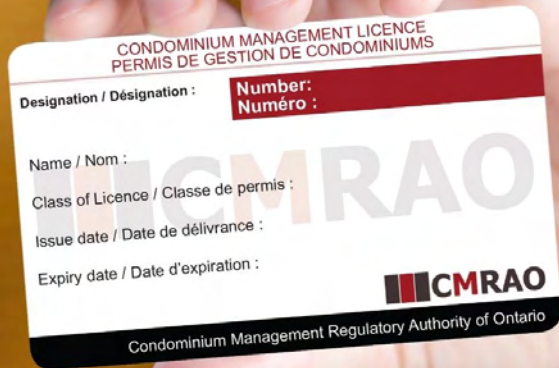 CONDOMINIUM MANAGEMENT LICENCE
PERMIS DE GESTION DE CONDOMINIUMS
Designation / Désignation :
Number:
Numéro :
Name / Nom :
Class of Licence / Classe de permis :
Issue date / Date de délivrance :
Expiry date / Date d'expiration :
CMRAO
CMRAO
Condominium Management Regulatory Authority of Ontario